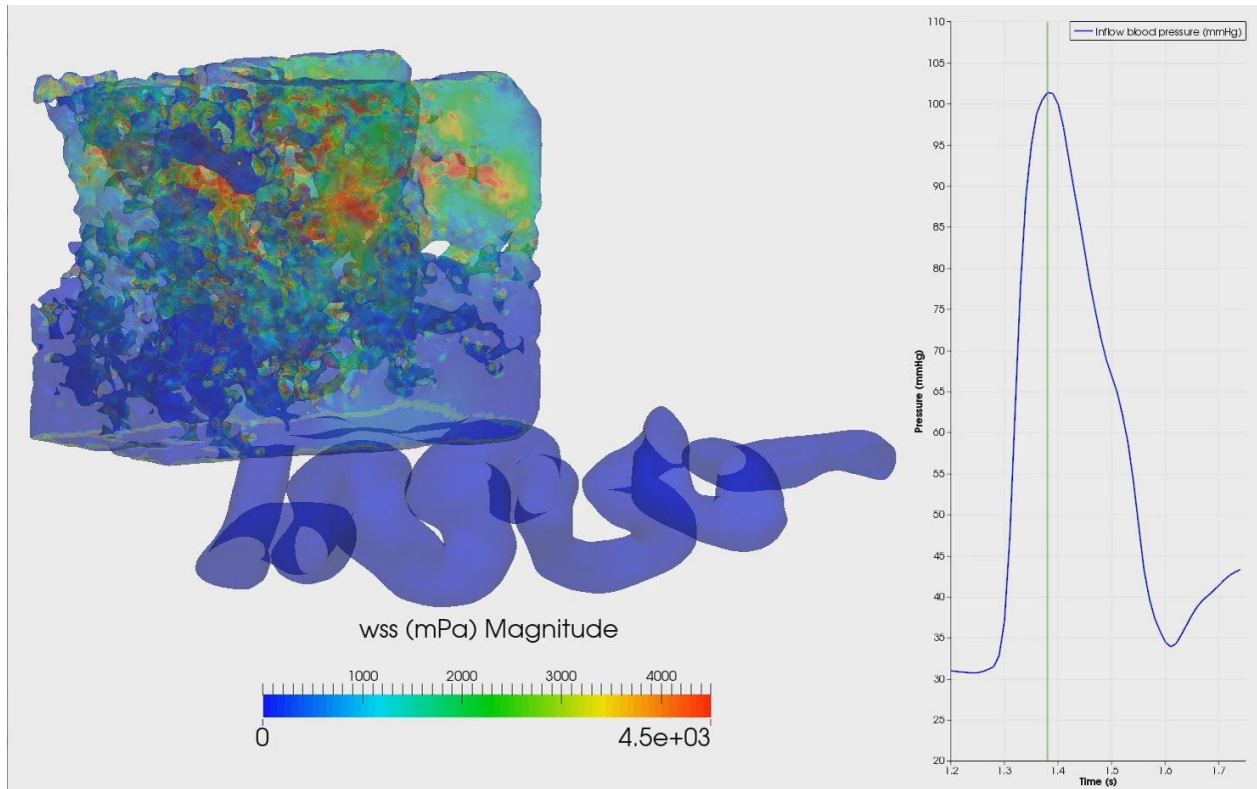 wss (mPa) Magnitude
1000 2000 3000 4000
0 4.5e+03
Inflow blood pressure (mmHg)
110
105
100
95
90
85
80
75
70
65
60
55
50
45
40
35
30
25
20
Pressure (mmHg)
1.2 1.3 1.4 1.5 1.6 1.7
Time (s)